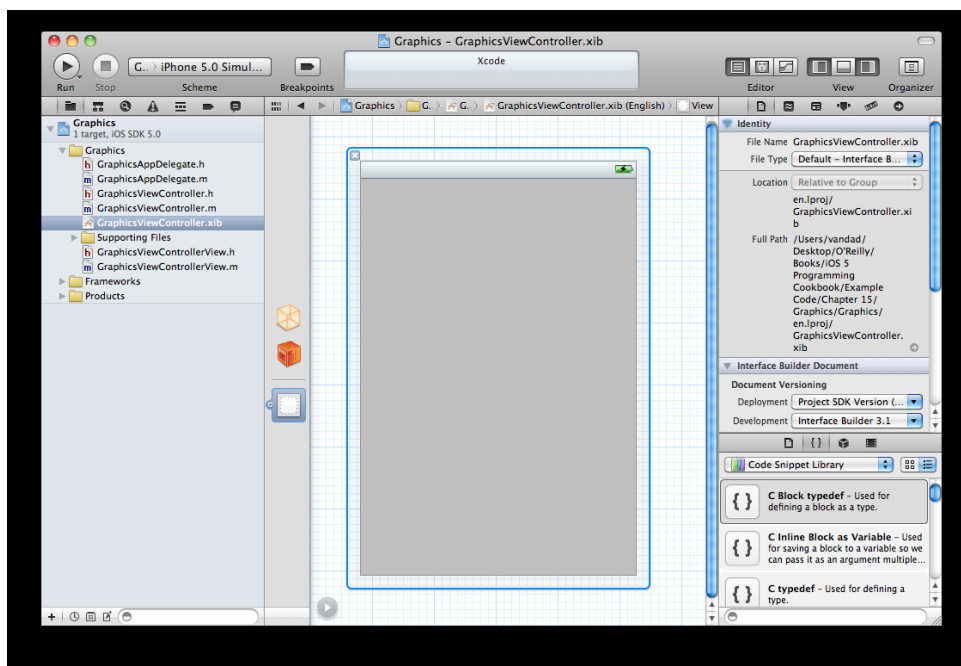 Graphics – GraphicsViewController.xib
G.. 〉 iPhone 5.0 Simul...
Xcode
Run
Stop
Scheme
Breakpoints
Editor
View
Organizer
Graphics 〉 G. 〉 G.. 〉 GraphicsViewController.xib (English) 〉 View
Graphics
1 target, iOS SDK 5.0
Graphics
h GraphicsAppDelegate.h
m GraphicsAppDelegate.m
h GraphicsViewController.h
m GraphicsViewController.m
GraphicsViewController.xib
Supporting Files
h GraphicsViewControllerView.h
m GraphicsViewControllerView.m
Frameworks
Products
Identity
File Name GraphicsViewController.xib
File Type Default – Interface B...
Location Relative to Group
en.lproj/
GraphicsViewController.xi
b
Full Path /Users/vandad/
Desktop/O'Reilly/
Books/iOS 5
Programming
Cookbook/Example
Code/Chapter 15/
Graphics/Graphics/
en.lproj/
GraphicsViewController.
xib
Interface Builder Document
Document Versioning
Deployment Project SDK Version (...
Development Interface Builder 3.1
{}
Code Snippet Library
{ } C Block typedef – Used for
defining a block as a type.
{ } C Inline Block as Variable – Used
for saving a block to a variable so we
can pass it as an argument multiple...
{ } C typedef – Used for defining a
type.